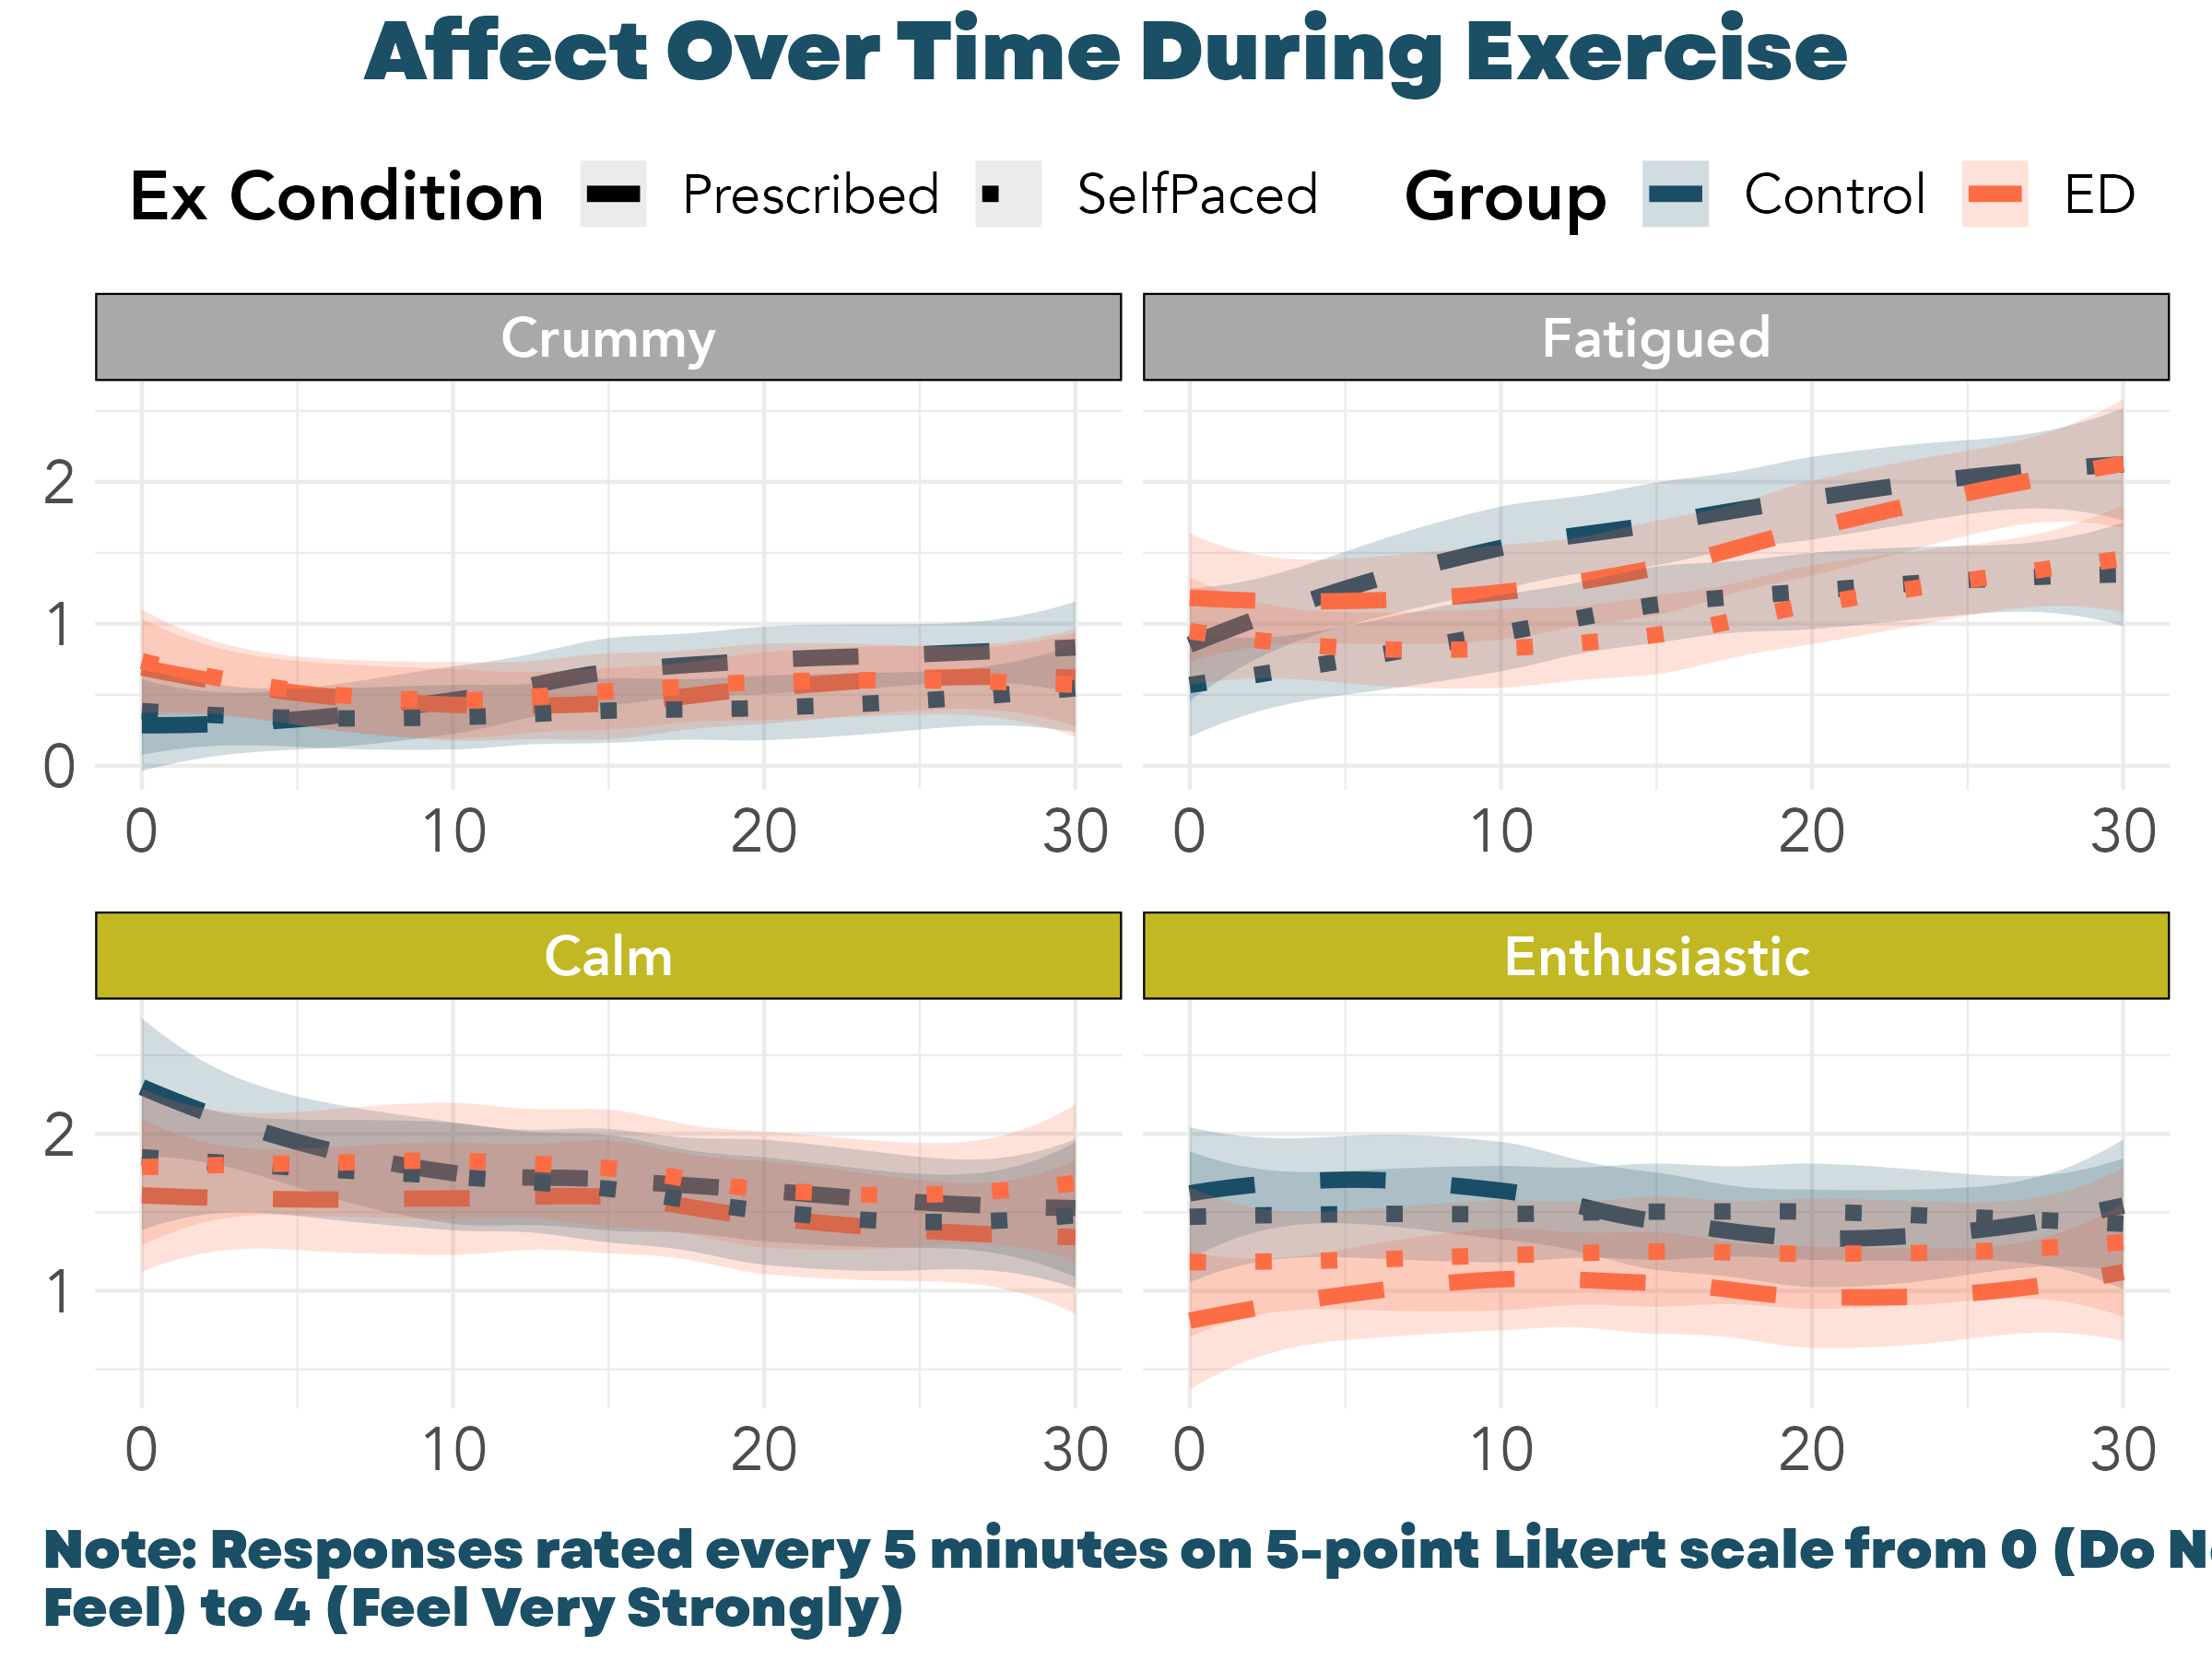 Affect Over Time During Exercise
Ex Condition Prescribed SelfPaced Group Control ED
Crummy Fatigued
2
1
0
0 10 20 30 0 10 20 30
Calm Enthusiastic
2
1
0 10 20 30 0 10 20 30
Note: Responses rated every 5 minutes on 5-point Likert scale from 0 (Do
Feel) to 4 (Feel Very Strongly)